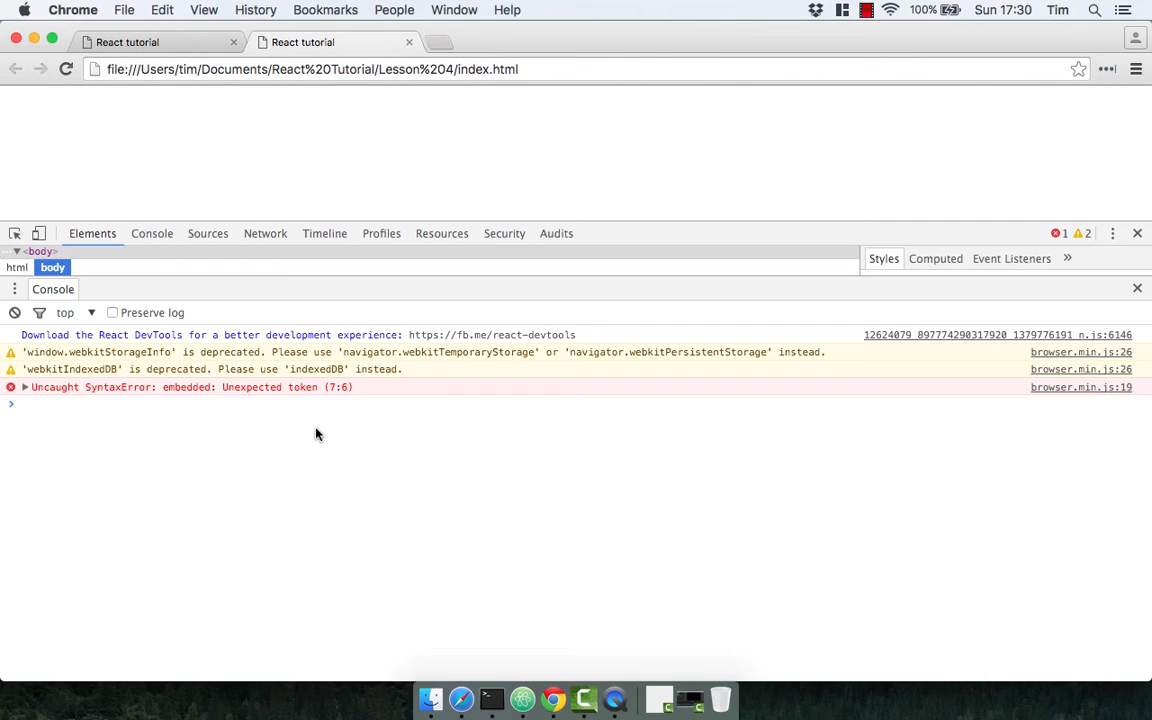 Chrome File Edit View History Bookmarks People Window Help 100% Sun 17:30 Tim
React tutorial React tutorial
file:///Users/tim/Documents/React%20Tutorial/Lesson%204/index.html
Elements Console Sources Network Timeline Profiles Resources Security Audits 1 2
<body>
Styles Computed Event Listeners »
html body
Console
top Preserve log
Download the React DevTools for a better development experience: https://fb.me/react-devtools 12624079_897774290317920_1379776191_n.js:6146
'window.webkitStorageInfo' is deprecated. Please use 'navigator.webkitTemporaryStorage' or 'navigator.webkitPersistentStorage' instead. browser.min.js:26
'webkitIndexedDB' is deprecated. Please use 'indexedDB' instead. browser.min.js:26
Uncaught SyntaxError: embedded: Unexpected token (7:6) browser.min.js:19